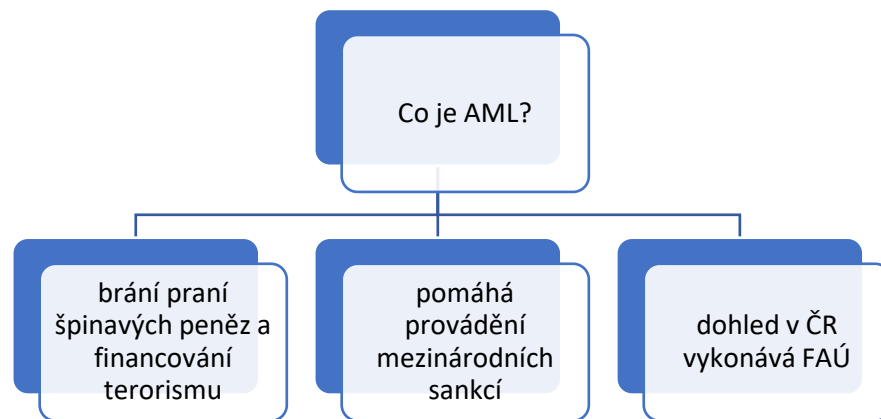 Co je AML?
brání praní
špinavých peněz a
financování
terorismu
pomáhá
provádění
mezinárodních
sankcí
dohled v ČR
vykonává FAÚ